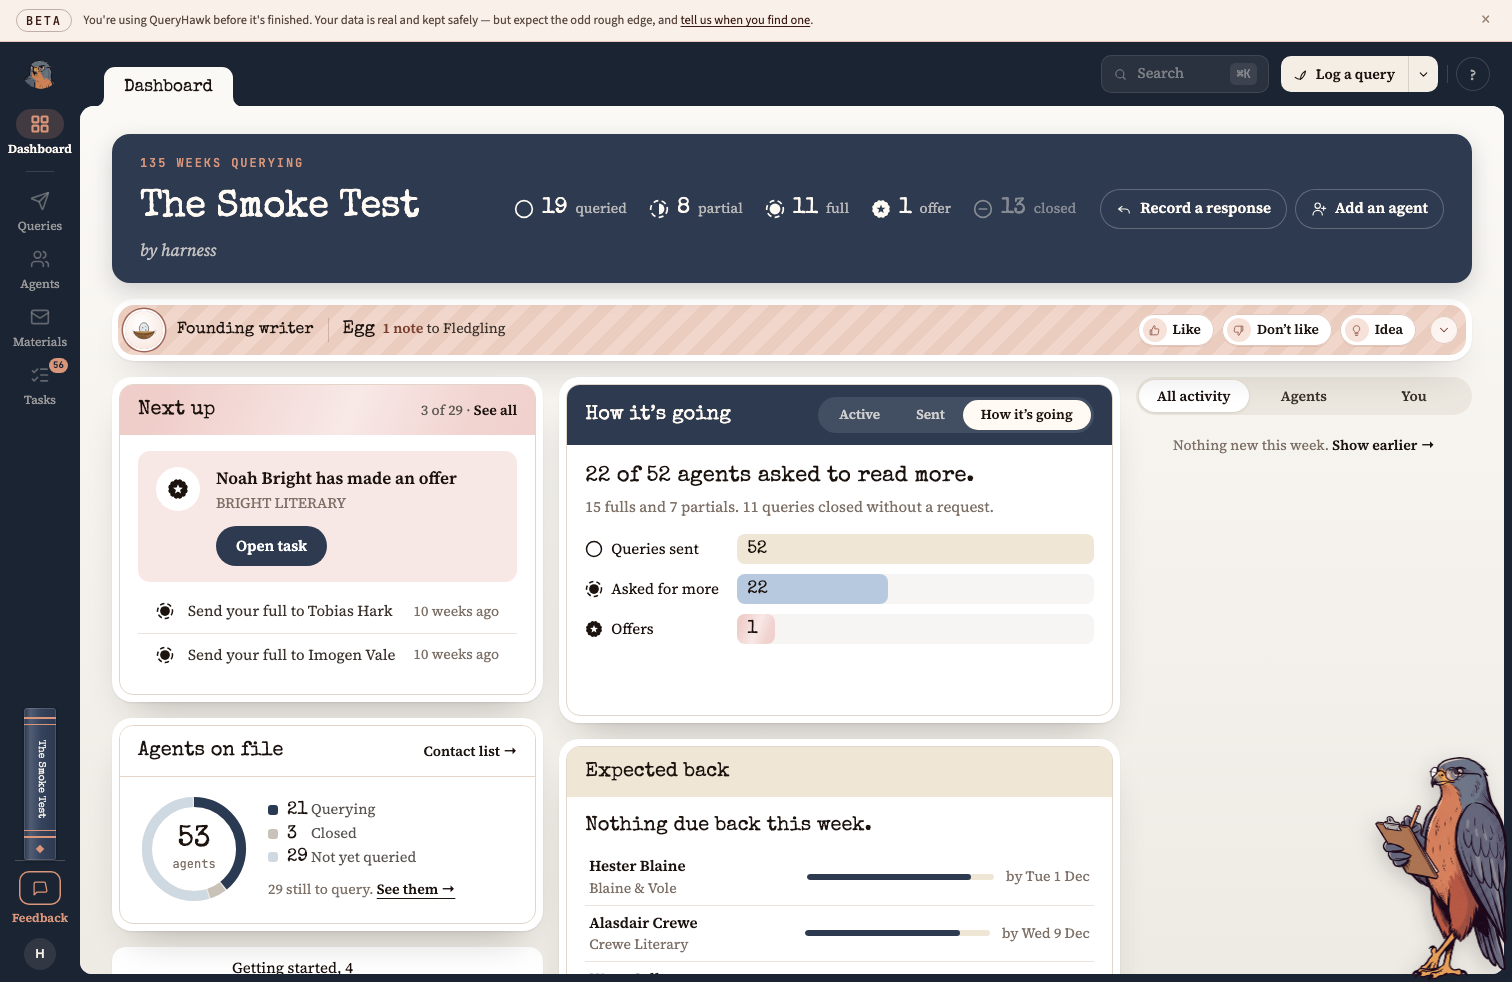 BETA
You're using QueryHawk before it's finished. Your data is real and kept safely — but expect the odd rough edge, and tell us when you find one.
×
Dashboard
Search
⌘K
Log a query
?
Dashboard
Queries
Agents
Materials
56
Tasks
The Smoke Test
Feedback
H
135 WEEKS QUERYING
The Smoke Test
by harness
19 queried
8 partial
11 full
1 offer
13 closed
Record a response
Add an agent
Founding writer
Egg 1 note to Fledgling
Like
Don't like
Idea
Next up
3 of 29 · See all
Noah Bright has made an offer
BRIGHT LITERARY
Open task
Send your full to Tobias Hark 10 weeks ago
Send your full to Imogen Vale 10 weeks ago
Agents on file
Contact list →
53
agents
21 Querying
3 Closed
29 Not yet queried
29 still to query. See them →
Getting started, 4
How it's going
Active
Sent
How it's going
22 of 52 agents asked to read more.
15 fulls and 7 partials. 11 queries closed without a request.
Queries sent 52
Asked for more 22
Offers 1
Expected back
Nothing due back this week.
Hester Blaine
Blaine & Vole
by Tue 1 Dec
Alasdair Crewe
Crewe Literary
by Wed 9 Dec
All activity
Agents
You
Nothing new this week. Show earlier →